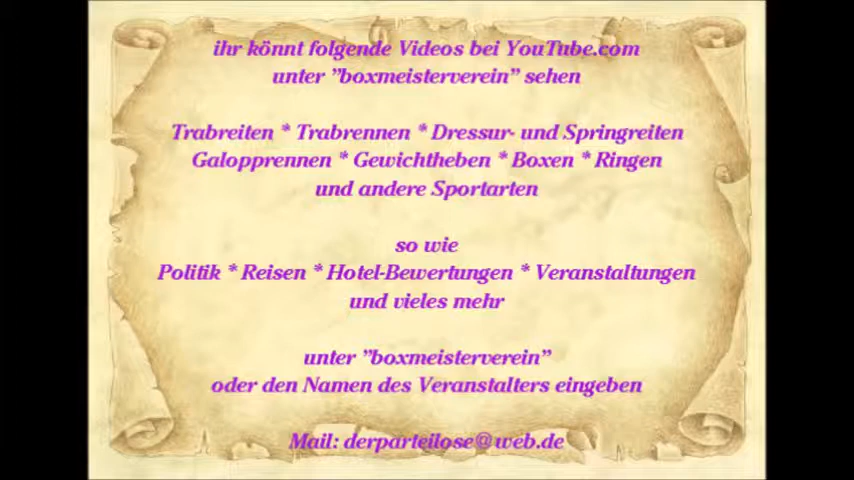 ihr könnt folgende Videos bei YouTube.com
unter "boxmeisterverein" sehen
Trabreiten * Trabrennen * Dressur- und Springreiten
Galopprennen * Gewichtheben * Boxen * Ringen
und andere Sportarten
so wie
Politik * Reisen * Hotel-Bewertungen * Veranstaltungen
und vieles mehr
unter "boxmeisterverein"
oder den Namen des Veranstalters eingeben
Mail: derparteilose@web.de